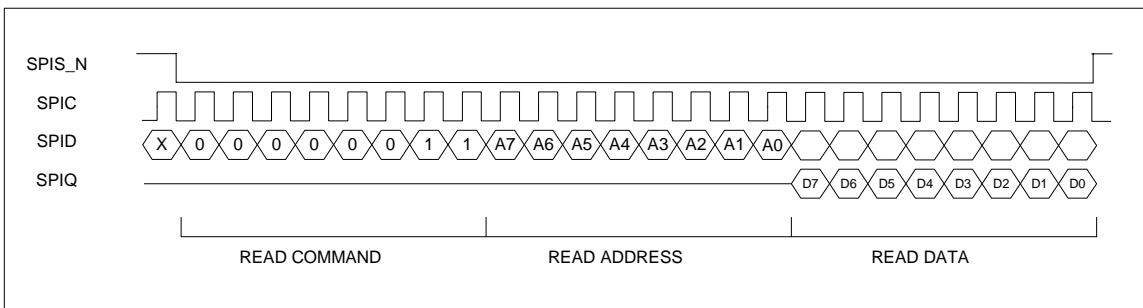 SPIS_N
SPIC
SPID X 0 0 0 0 0 0 1 1 A7 A6 A5 A4 A3 A2 A1 A0
SPIQ D7 D6 D5 D4 D3 D2 D1 D0
READ COMMAND READ ADDRESS READ DATA